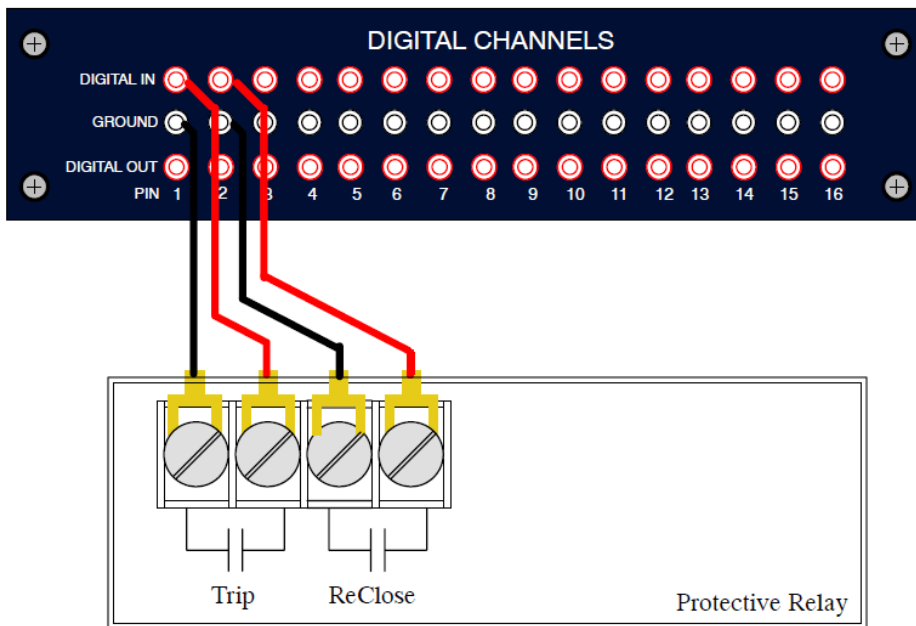 DIGITAL CHANNELS
DIGITAL IN
GROUND
DIGITAL OUT
PIN 1 2 3 4 5 6 7 8 9 10 11 12 13 14 15 16
Trip ReClose
Protective Relay